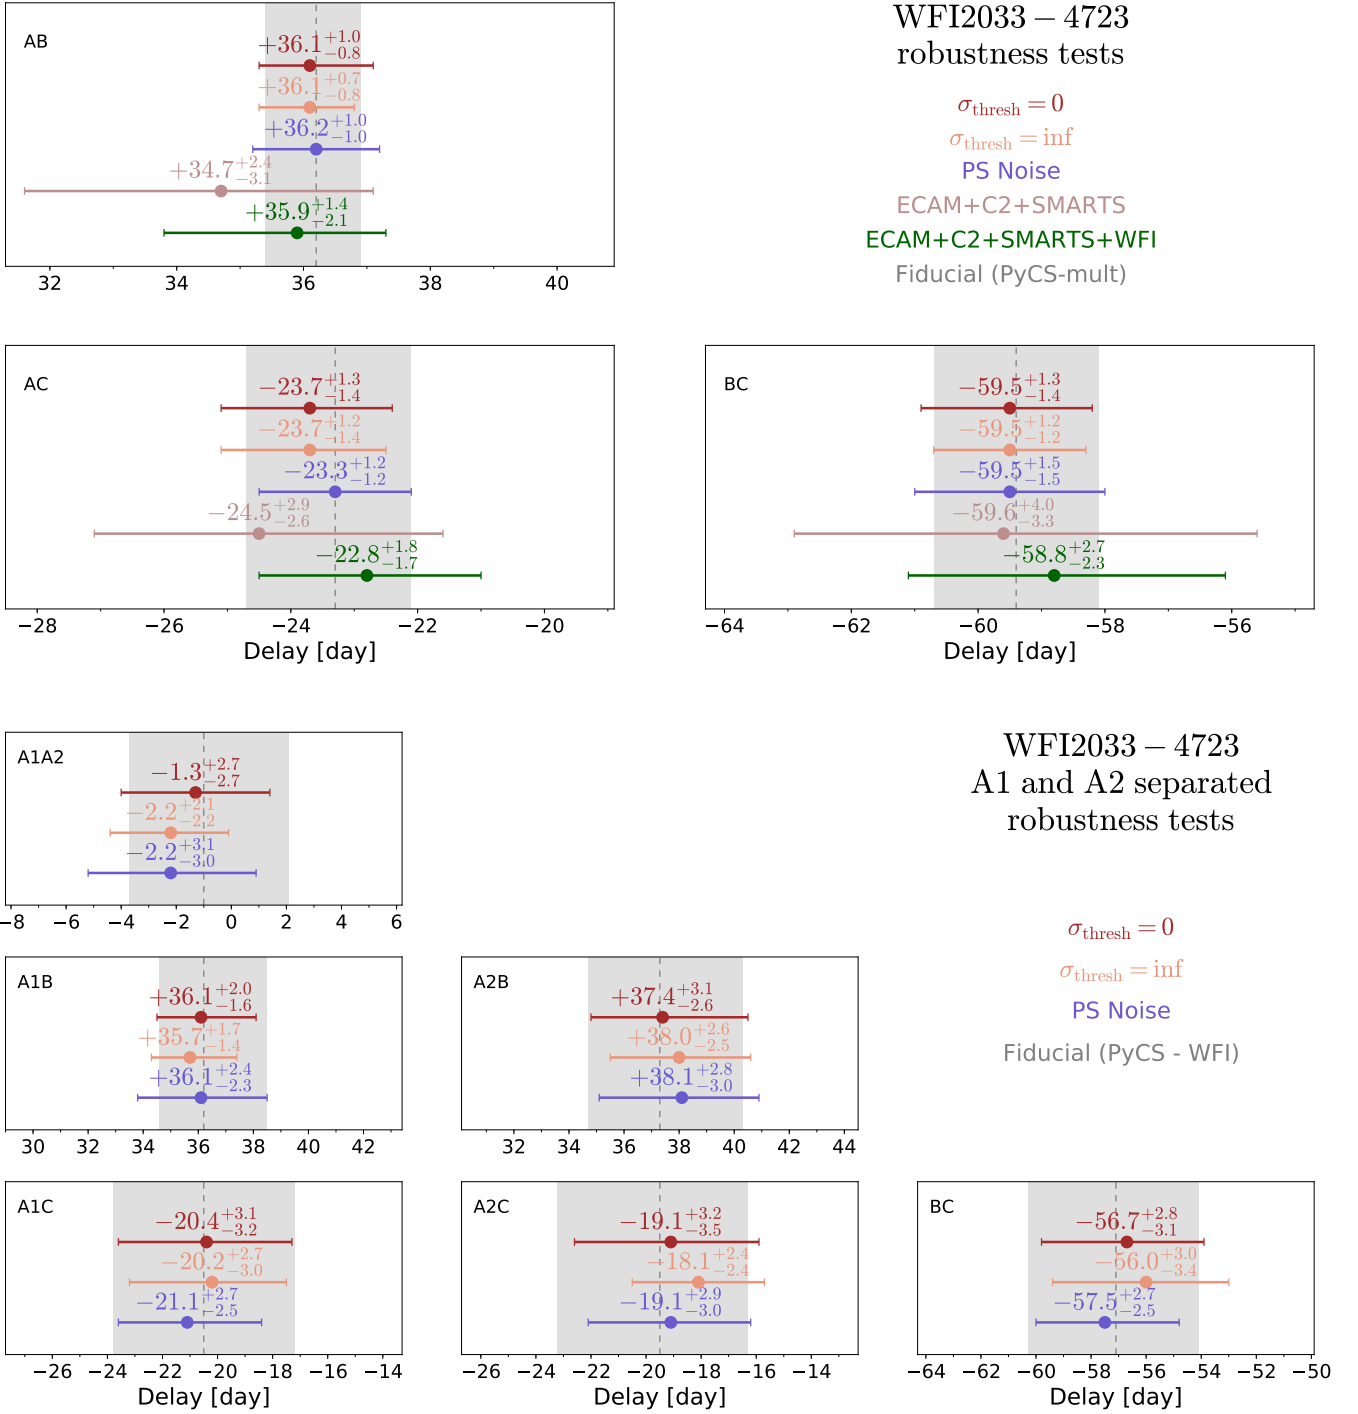 AB
+36.1 +1.0 −0.8
+36.1 +0.7 −0.8
+36.2 +1.0 −1.0
+34.7 +2.4 −3.1
+35.9 +1.4 −2.1
32 34 36 38 40
WFI2033 − 4723
robustness tests
σthresh = 0
σthresh = inf
PS Noise
ECAM+C2+SMARTS
ECAM+C2+SMARTS+WFI
Fiducial (PyCS-mult)
AC
−23.7 +1.3 −1.4
−23.7 +1.2 −1.4
−23.3 +1.2 −1.2
−24.5 +2.9 −2.6
−22.8 +1.8 −1.7
−28 −26 −24 −22 −20
Delay [day]
BC
−59.5 +1.3 −1.4
−59.5 +1.2 −1.2
−59.5 +1.5 −1.5
−59.6 +4.0 −3.3
−58.8 +2.7 −2.3
−64 −62 −60 −58 −56
Delay [day]
WFI2033 − 4723
A1 and A2 separated
robustness tests
σthresh = 0
σthresh = inf
PS Noise
Fiducial (PyCS - WFI)
A1A2
−1.3 +2.7 −2.7
−2.2 +2.1 −2.2
−2.2 +3.1 −3.0
−8 −6 −4 −2 0 2 4 6
A1B
+36.1 +2.0 −1.6
+35.7 +1.7 −1.4
+36.1 +2.4 −2.3
30 32 34 36 38 40 42
A2B
+37.4 +3.1 −2.6
+38.0 +2.6 −2.5
+38.1 +2.8 −3.0
32 34 36 38 40 42 44
A1C
−20.4 +3.1 −3.2
−20.2 +2.7 −3.0
−21.1 +2.7 −2.5
−26 −24 −22 −20 −18 −16 −14
Delay [day]
A2C
−19.1 +3.2 −3.5
−18.1 +2.4 −2.4
−19.1 +2.9 −3.0
−26 −24 −22 −20 −18 −16 −14
Delay [day]
BC
−56.7 +2.8 −3.1
−56.0 +3.0 −3.4
−57.5 +2.7 −2.5
−64 −62 −60 −58 −56 −54 −52 −50
Delay [day]